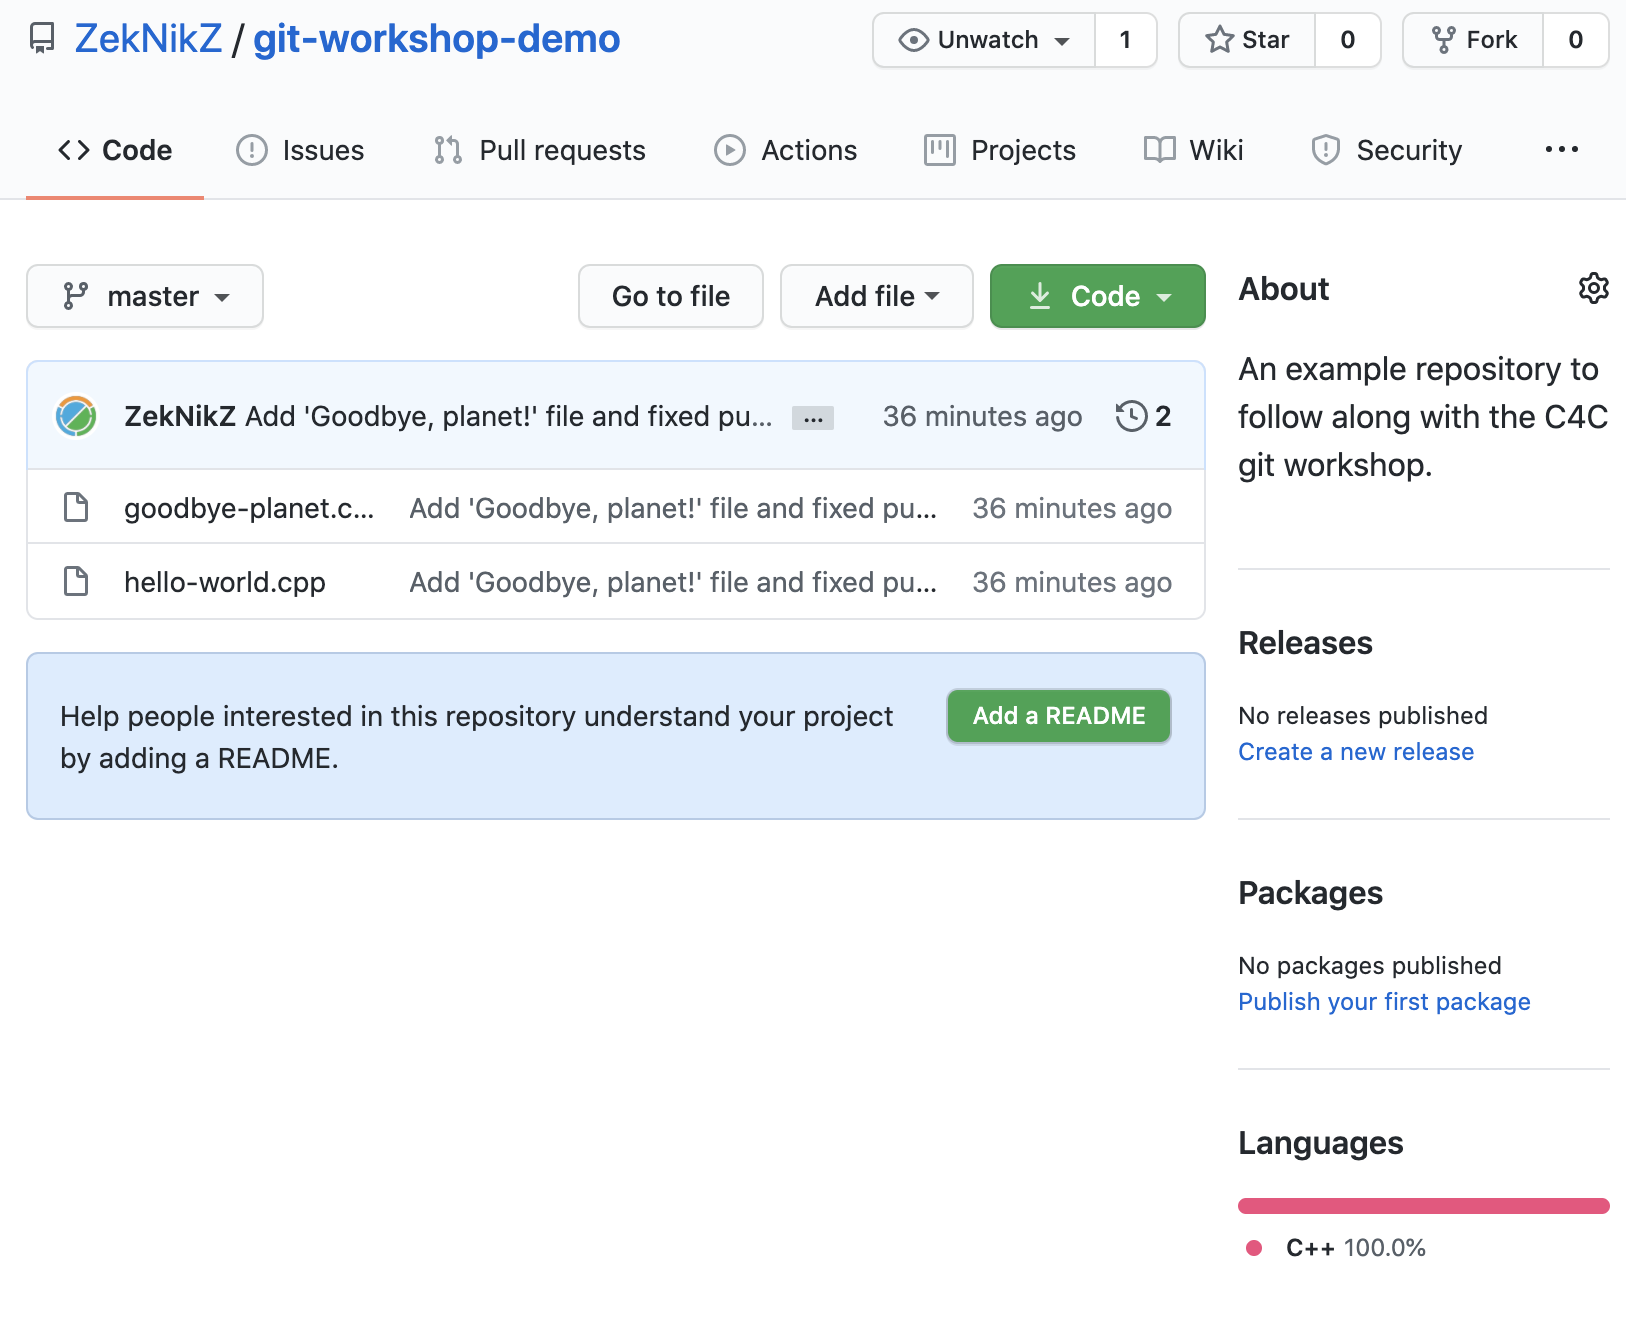 ZekNikZ / git-workshop-demo
Unwatch 1
Star 0
Fork 0
Code Issues Pull requests Actions Projects Wiki Security ...
master Go to file Add file Code
ZekNikZ Add 'Goodbye, planet!' file and fixed pu... ... 36 minutes ago 2
goodbye-planet.c... Add 'Goodbye, planet!' file and fixed pu... 36 minutes ago
hello-world.cpp Add 'Goodbye, planet!' file and fixed pu... 36 minutes ago
Help people interested in this repository understand your project
by adding a README.
Add a README
About
An example repository to
follow along with the C4C
git workshop.
Releases
No releases published
Create a new release
Packages
No packages published
Publish your first package
Languages
C++ 100.0%